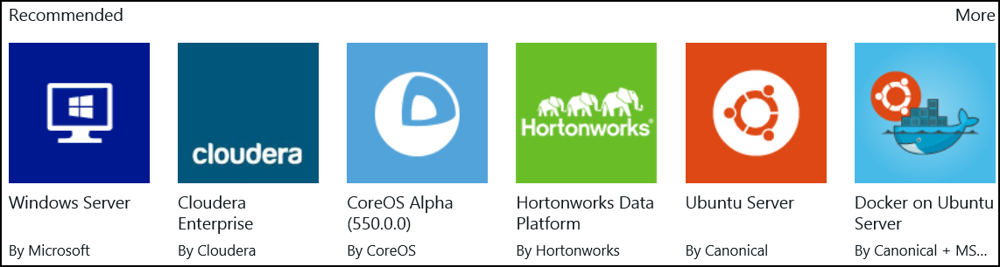 Recommended More
cloudera
Hortonworks®
Windows Server
Cloudera
Enterprise
CoreOS Alpha
(550.0.0)
Hortonworks Data
Platform
Ubuntu Server
Docker on Ubuntu
Server
By Microsoft
By Cloudera
By CoreOS
By Hortonworks
By Canonical
By Canonical + MS...